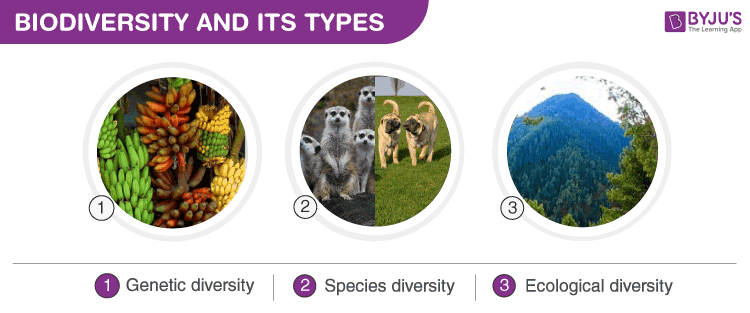 BIODIVERSITY AND ITS TYPES
BYJU'S
The Learning App
1
2
3
1 Genetic diversity
2 Species diversity
3 Ecological diversity